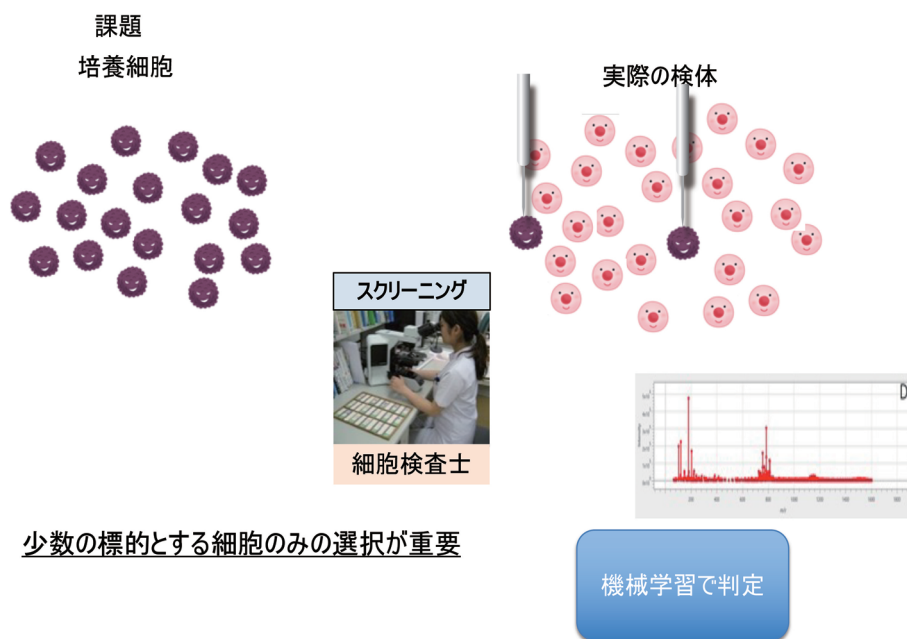 課題
培養細胞
実際の検体
スクリーニング
細胞検査士
D
少数の標的とする細胞のみの選択が重要
機械学習で判定